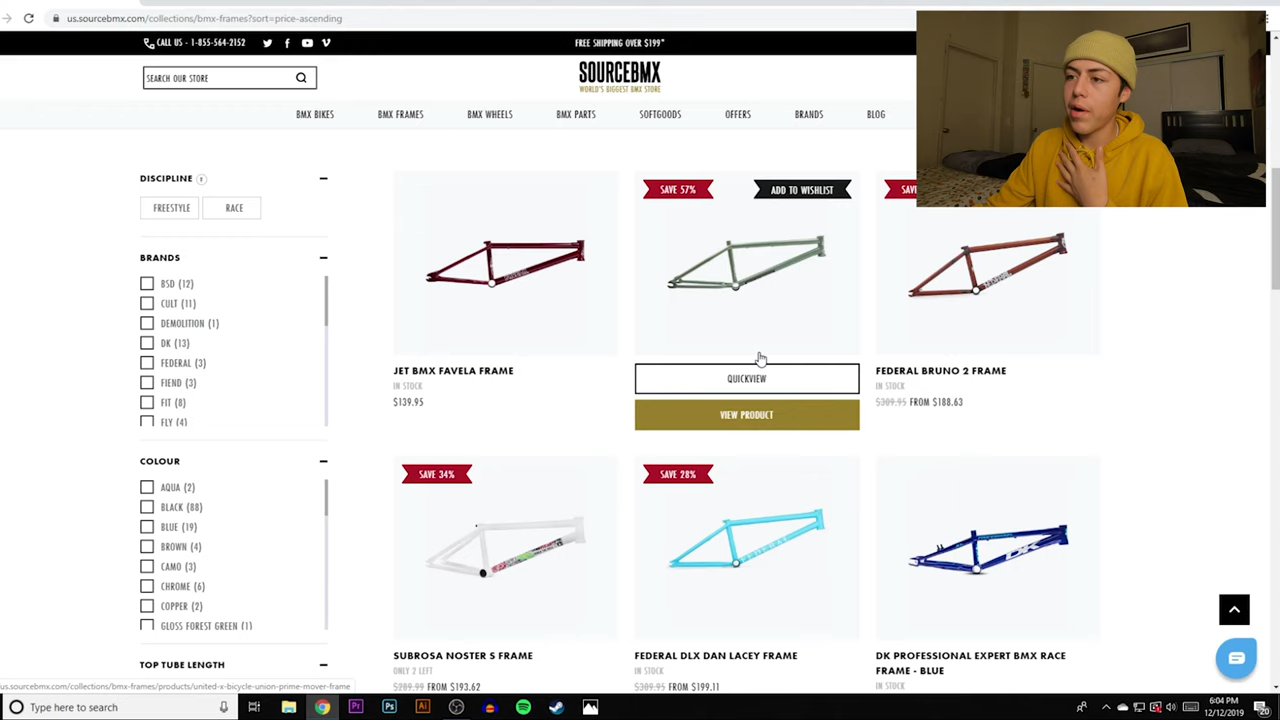 us.sourcebmx.com/collections/bmx-frames?sort=price-ascending
CALL US - 1-855-564-2152
FREE SHIPPING OVER $199*
SEARCH OUR STORE
SOURCEBMX
WORLD'S BIGGEST BMX STORE
BMX BIKES BMX FRAMES BMX WHEELS BMX PARTS SOFTGOODS OFFERS BRANDS BLOG
DISCIPLINE
FREESTYLE RACE
BRANDS
BSD (12)
CULT (11)
DEMOLITION (1)
DK (13)
FEDERAL (3)
FIEND (3)
FIT (8)
FLY (4)
COLOUR
AQUA (2)
BLACK (88)
BLUE (19)
BROWN (4)
CAMO (3)
CHROME (6)
COPPER (2)
GLOSS FOREST GREEN (1)
TOP TUBE LENGTH
JET BMX FAVELA FRAME
IN STOCK
$139.95
SAVE 57%
ADD TO WISHLIST
QUICKVIEW
VIEW PRODUCT
FEDERAL BRUNO 2 FRAME
IN STOCK
$309.95 FROM $188.63
SAVE 34%
SUBROSA NOSTER S FRAME
ONLY 2 LEFT
$289.99 FROM $193.62
SAVE 28%
FEDERAL DLX DAN LACEY FRAME
IN STOCK
$309.95 FROM $199.11
DK
DK PROFESSIONAL EXPERT BMX RACE
FRAME - BLUE
IN STOCK
us.sourcebmx.com/collections/bmx-frames/products/united-x-bicycle-union-prime-mover-frame
Type here to search
Pr
Ps
Ai
6:04 PM
12/12/2019
20